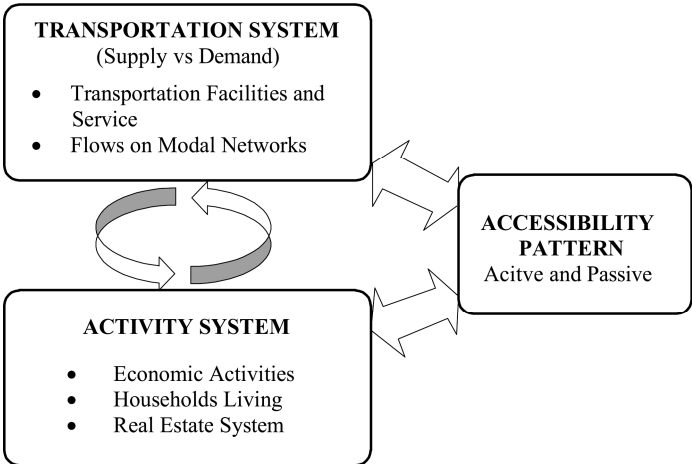 TRANSPORTATION SYSTEM
(Supply vs Demand)
• Transportation Facilities and
Service
• Flows on Modal Networks
ACCESSIBILITY
PATTERN
Acitve and Passive
ACTIVITY SYSTEM
• Economic Activities
• Households Living
• Real Estate System